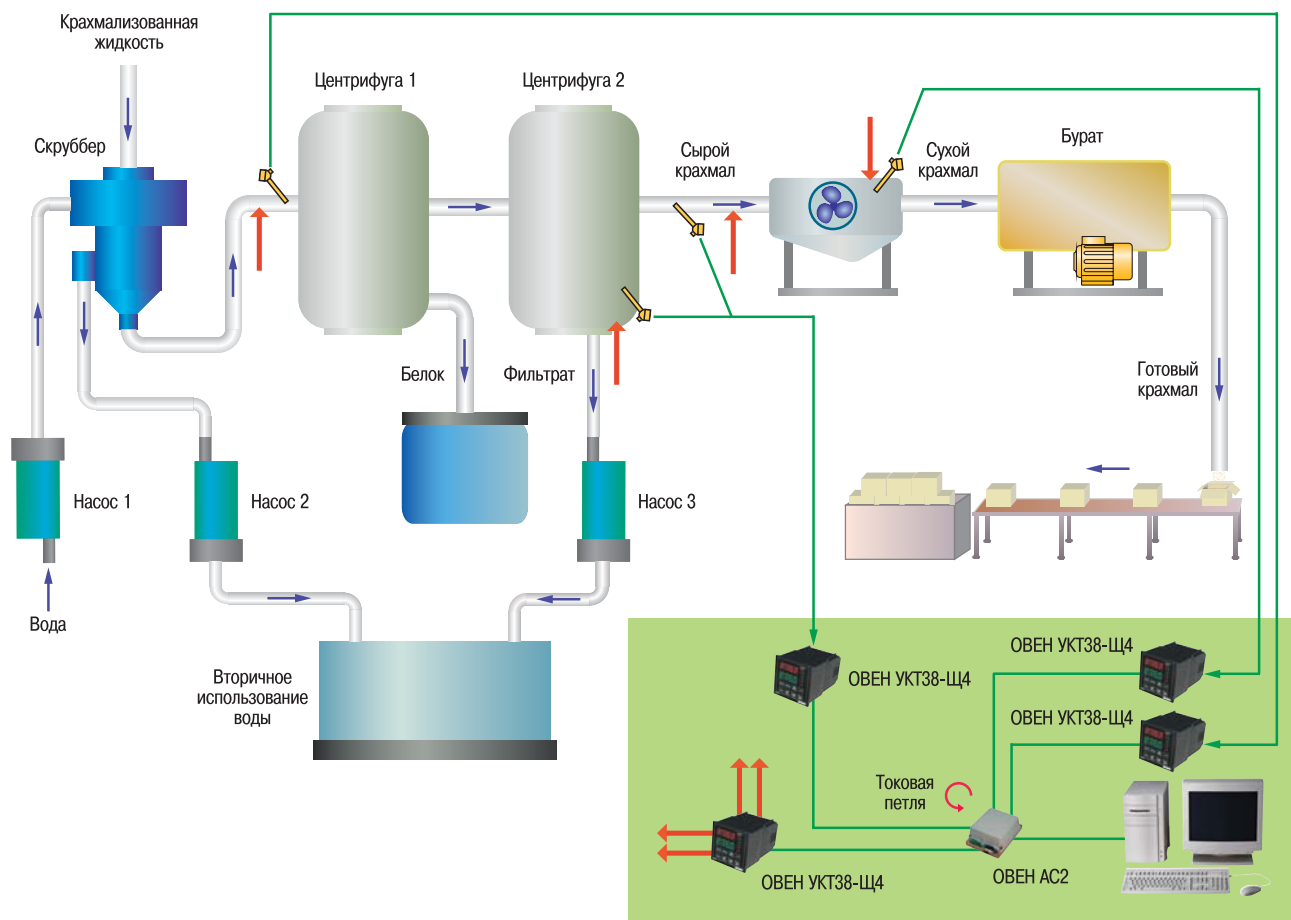 Крахмализованная
жидкость
Центрифуга 1
Центрифуга 2
Скруббер
Сырой
крахмал
Сухой
крахмал
Бурат
Белок
Фильтрат
Готовый
крахмал
Насос 1
Насос 2
Насос 3
Вода
Вторичное
использование
воды
ОВЕН УКТ38-Щ4
ОВЕН УКТ38-Щ4
ОВЕН УКТ38-Щ4
Токовая
петля
ОВЕН УКТ38-Щ4
ОВЕН АС2